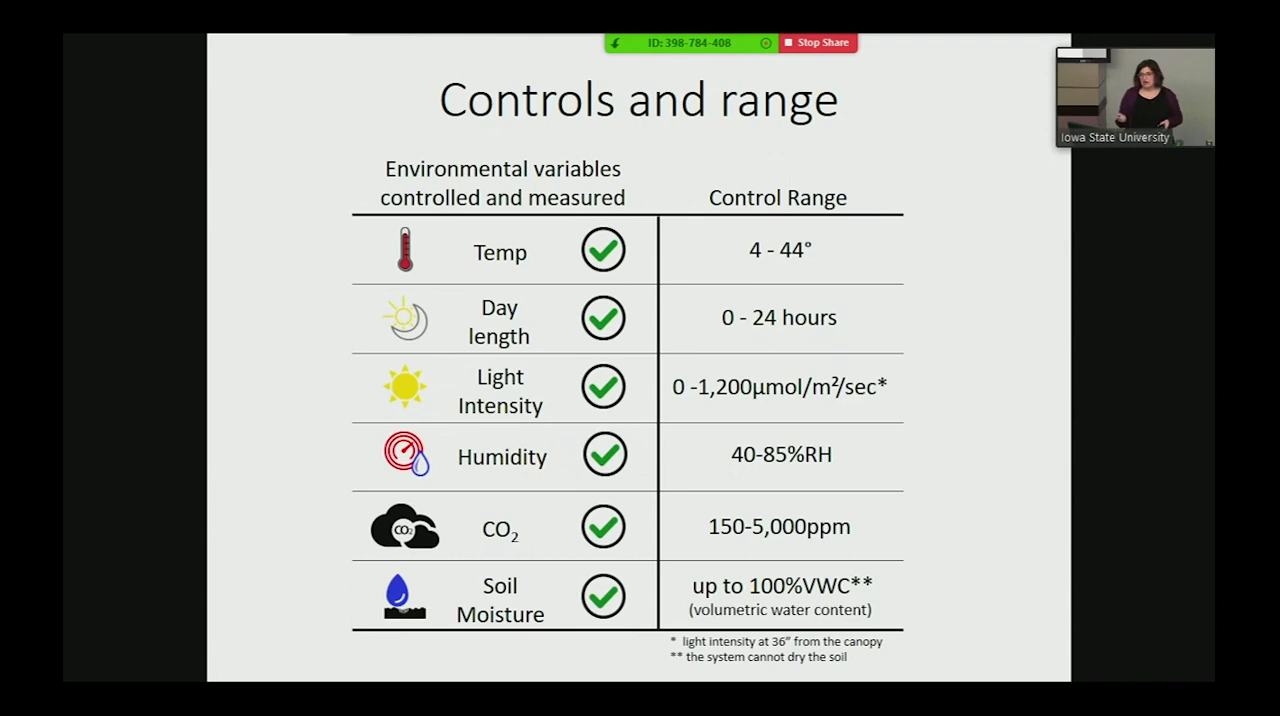 ID: 398-784-408
Stop Share
Controls and range
Iowa State University
Environmental variables
controlled and measured
Control Range
Temp
4 - 44°
Day
length
0 - 24 hours
Light
Intensity
0 -1,200µmol/m²/sec*
Humidity
40-85%RH
CO₂
CO₂
150-5,000ppm
Soil
Moisture
up to 100%VWC**
(volumetric water content)
* light intensity at 36” from the canopy
** the system cannot dry the soil